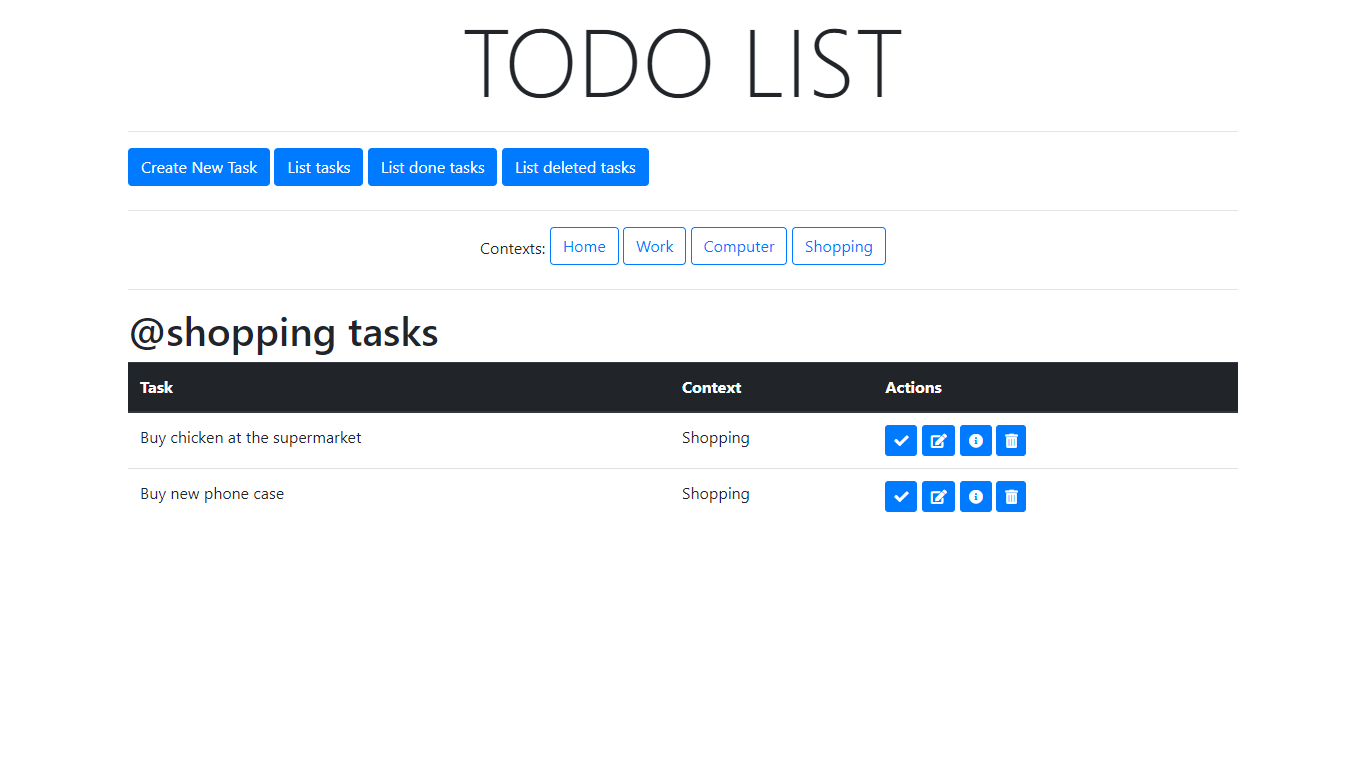 TODO LIST
Create New Task List tasks List done tasks List deleted tasks
Contexts: Home Work Computer Shopping
@shopping tasks
Task Context Actions
Buy chicken at the supermarket Shopping
Buy new phone case Shopping